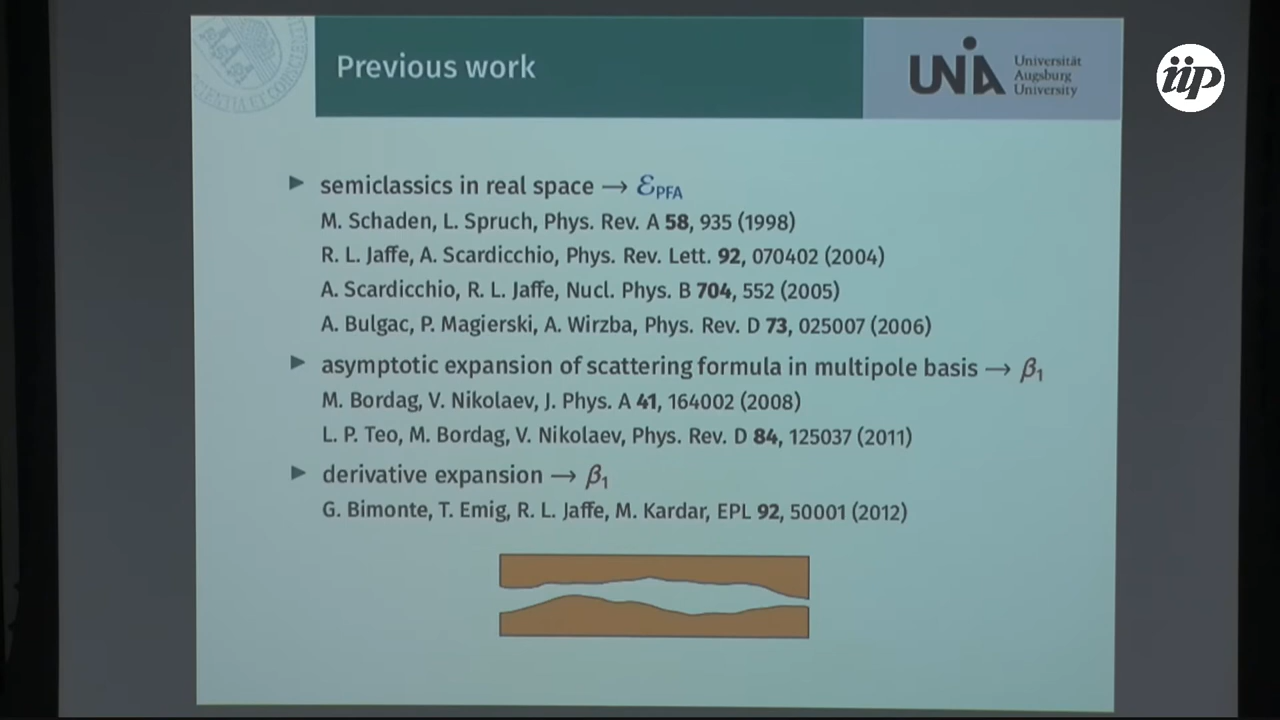 Previous work
UNIA
Universität
Augsburg
University
iip
► semiclassics in real space → ℰPFA
M. Schaden, L. Spruch, Phys. Rev. A 58, 935 (1998)
R. L. Jaffe, A. Scardicchio, Phys. Rev. Lett. 92, 070402 (2004)
A. Scardicchio, R. L. Jaffe, Nucl. Phys. B 704, 552 (2005)
A. Bulgac, P. Magierski, A. Wirzba, Phys. Rev. D 73, 025007 (2006)
► asymptotic expansion of scattering formula in multipole basis → β₁
M. Bordag, V. Nikolaev, J. Phys. A 41, 164002 (2008)
L. P. Teo, M. Bordag, V. Nikolaev, Phys. Rev. D 84, 125037 (2011)
► derivative expansion → β₁
G. Bimonte, T. Emig, R. L. Jaffe, M. Kardar, EPL 92, 50001 (2012)